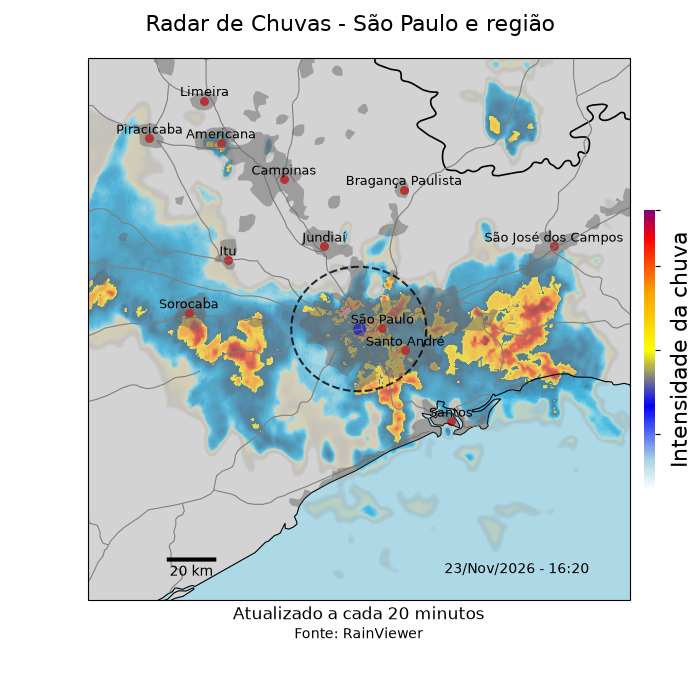 Radar de Chuvas - São Paulo e região
Limeira
Piracicaba
Americana
Campinas
Bragança Paulista
Jundiaí
São José dos Campos
Itu
Sorocaba
São Paulo
Santo André
Santos
Intensidade da chuva
20 km
23/Nov/2026 - 16:20
Atualizado a cada 20 minutos
Fonte: RainViewer